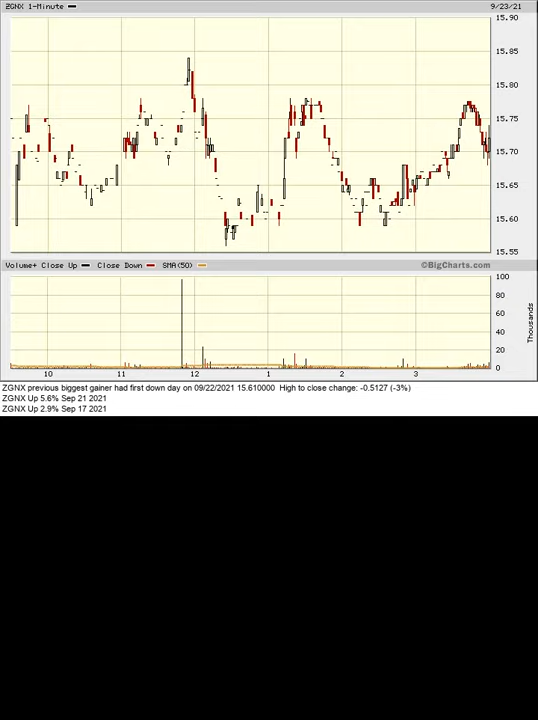 ZGNX 1-Minute 9/23/21
15.90
15.85
15.80
15.75
15.70
15.65
15.60
15.55
Volume+ Close Up Close Down SMA(50) ©BigCharts.com
100
80
60
40
20
0
Thousands
10 11 12 1 2 3
ZGNX previous biggest gainer had first down day on 09/22/2021 15.610000 High to close change: -0.5127 (-3%)
ZGNX Up 5.6% Sep 21 2021
ZGNX Up 2.9% Sep 17 2021